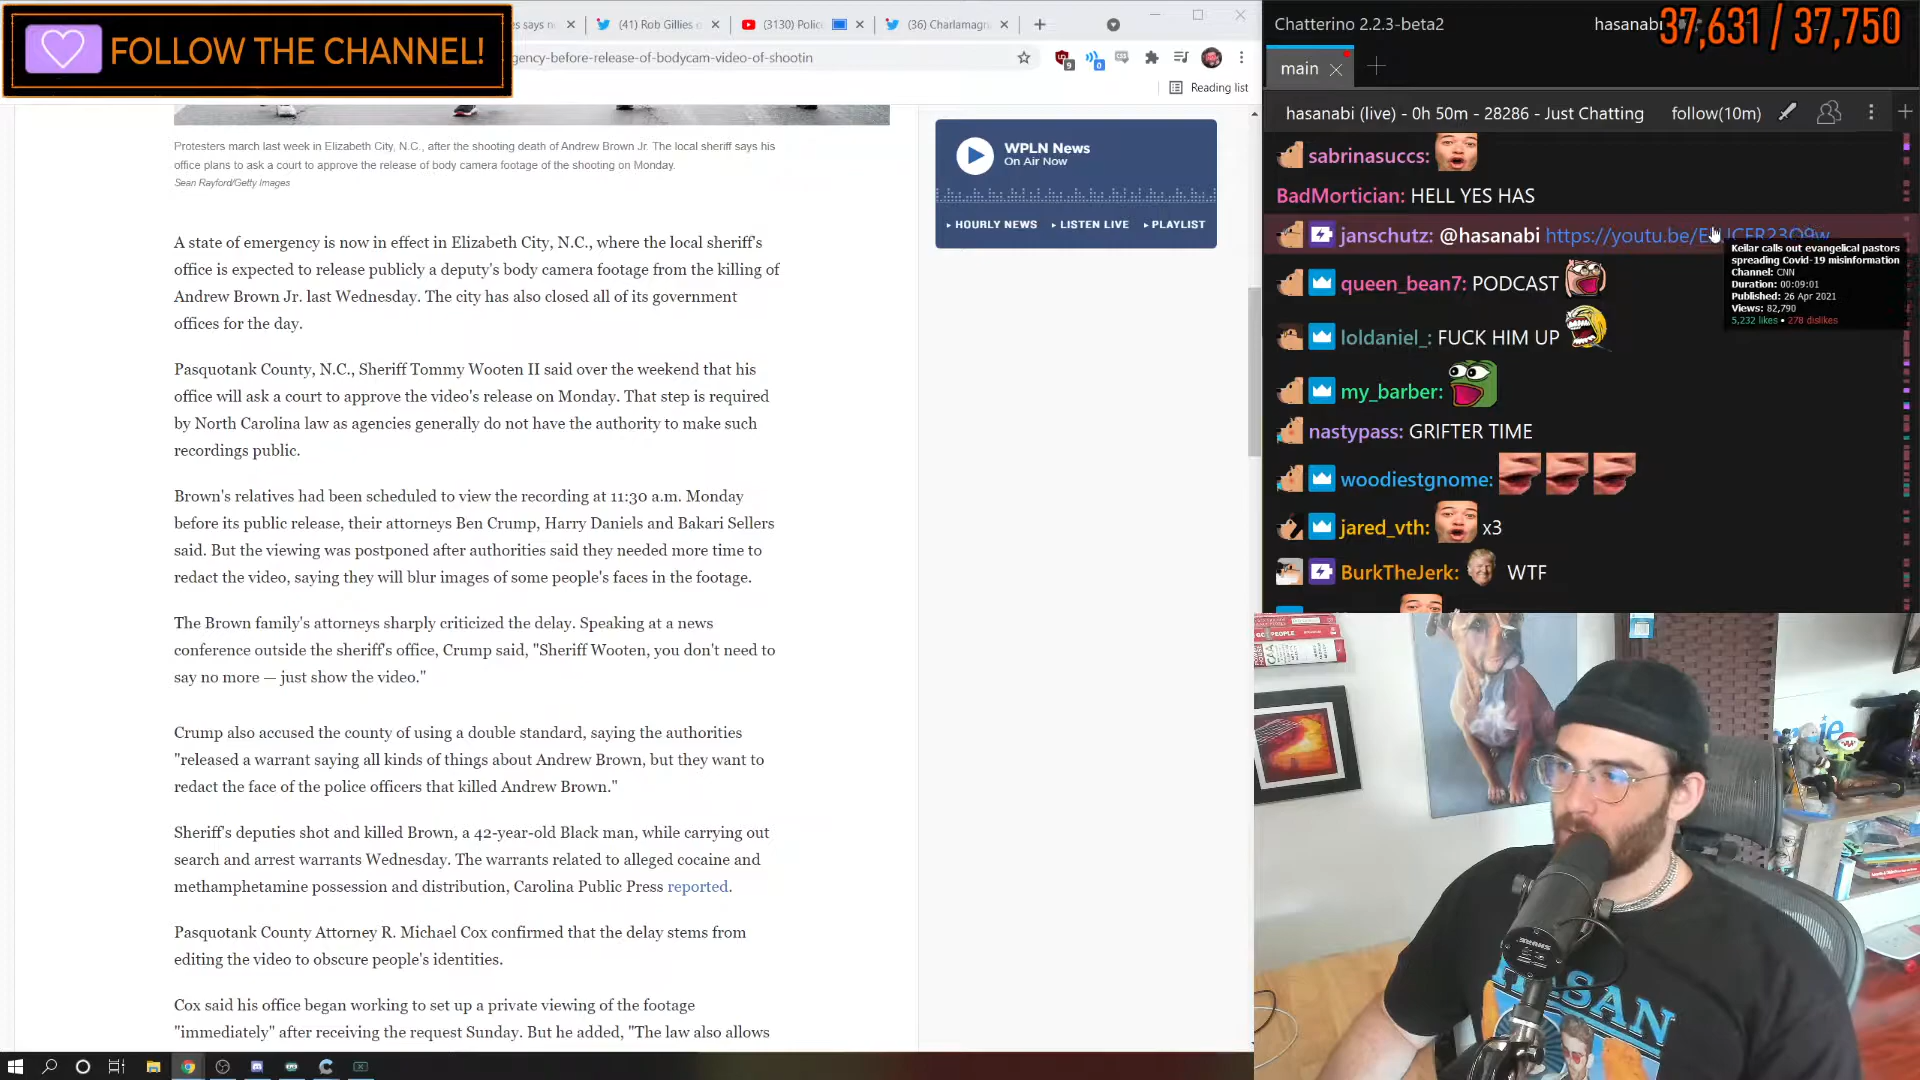 FOLLOW THE CHANNEL!
es says n
(41) Rob Gillies o
(3130) Police
(36) Charlamagn
gency-before-release-of-bodycam-video-of-shootin
9
0
Reading list
Protesters march last week in Elizabeth City, N.C., after the shooting death of Andrew Brown Jr. The local sheriff says his
office plans to ask a court to approve the release of body camera footage of the shooting on Monday.
Sean Rayford/Getty Images
A state of emergency is now in effect in Elizabeth City, N.C., where the local sheriff's
office is expected to release publicly a deputy's body camera footage from the killing of
Andrew Brown Jr. last Wednesday. The city has also closed all of its government
offices for the day.
Pasquotank County, N.C., Sheriff Tommy Wooten II said over the weekend that his
office will ask a court to approve the video's release on Monday. That step is required
by North Carolina law as agencies generally do not have the authority to make such
recordings public.
Brown's relatives had been scheduled to view the recording at 11:30 a.m. Monday
before its public release, their attorneys Ben Crump, Harry Daniels and Bakari Sellers
said. But the viewing was postponed after authorities said they needed more time to
redact the video, saying they will blur images of some people's faces in the footage.
The Brown family's attorneys sharply criticized the delay. Speaking at a news
conference outside the sheriff's office, Crump said, "Sheriff Wooten, you don't need to
say no more — just show the video."
Crump also accused the county of using a double standard, saying the authorities
"released a warrant saying all kinds of things about Andrew Brown, but they want to
redact the face of the police officers that killed Andrew Brown."
Sheriff's deputies shot and killed Brown, a 42-year-old Black man, while carrying out
search and arrest warrants Wednesday. The warrants related to alleged cocaine and
methamphetamine possession and distribution, Carolina Public Press reported.
Pasquotank County Attorney R. Michael Cox confirmed that the delay stems from
editing the video to obscure people's identities.
Cox said his office began working to set up a private viewing of the footage
"immediately" after receiving the request Sunday. But he added, "The law also allows
WPLN News
On Air Now
HOURLY NEWS
LISTEN LIVE
PLAYLIST
Chatterino 2.2.3-beta2
hasanabi
37,631 / 37,750
main
hasanabi (live) - 0h 50m - 28286 - Just Chatting
follow(10m)
sabrinasuccs:
BadMortician: HELL YES HAS
janschutz: @hasanabi https://youtu.be/
Keilar calls out evangelical pastors
spreading Covid-19 misinformation
Channel: CNN
Duration: 00:09:01
Published: 26 Apr 2021
Views: 82,790
5,232 likes • 278 dislikes
queen_bean7: PODCAST
loldaniel_: FUCK HIM UP
my_barber:
nastypass: GRIFTER TIME
woodiestgnome:
jared_vth: x3
BurkTheJerk: WTF
HASAN